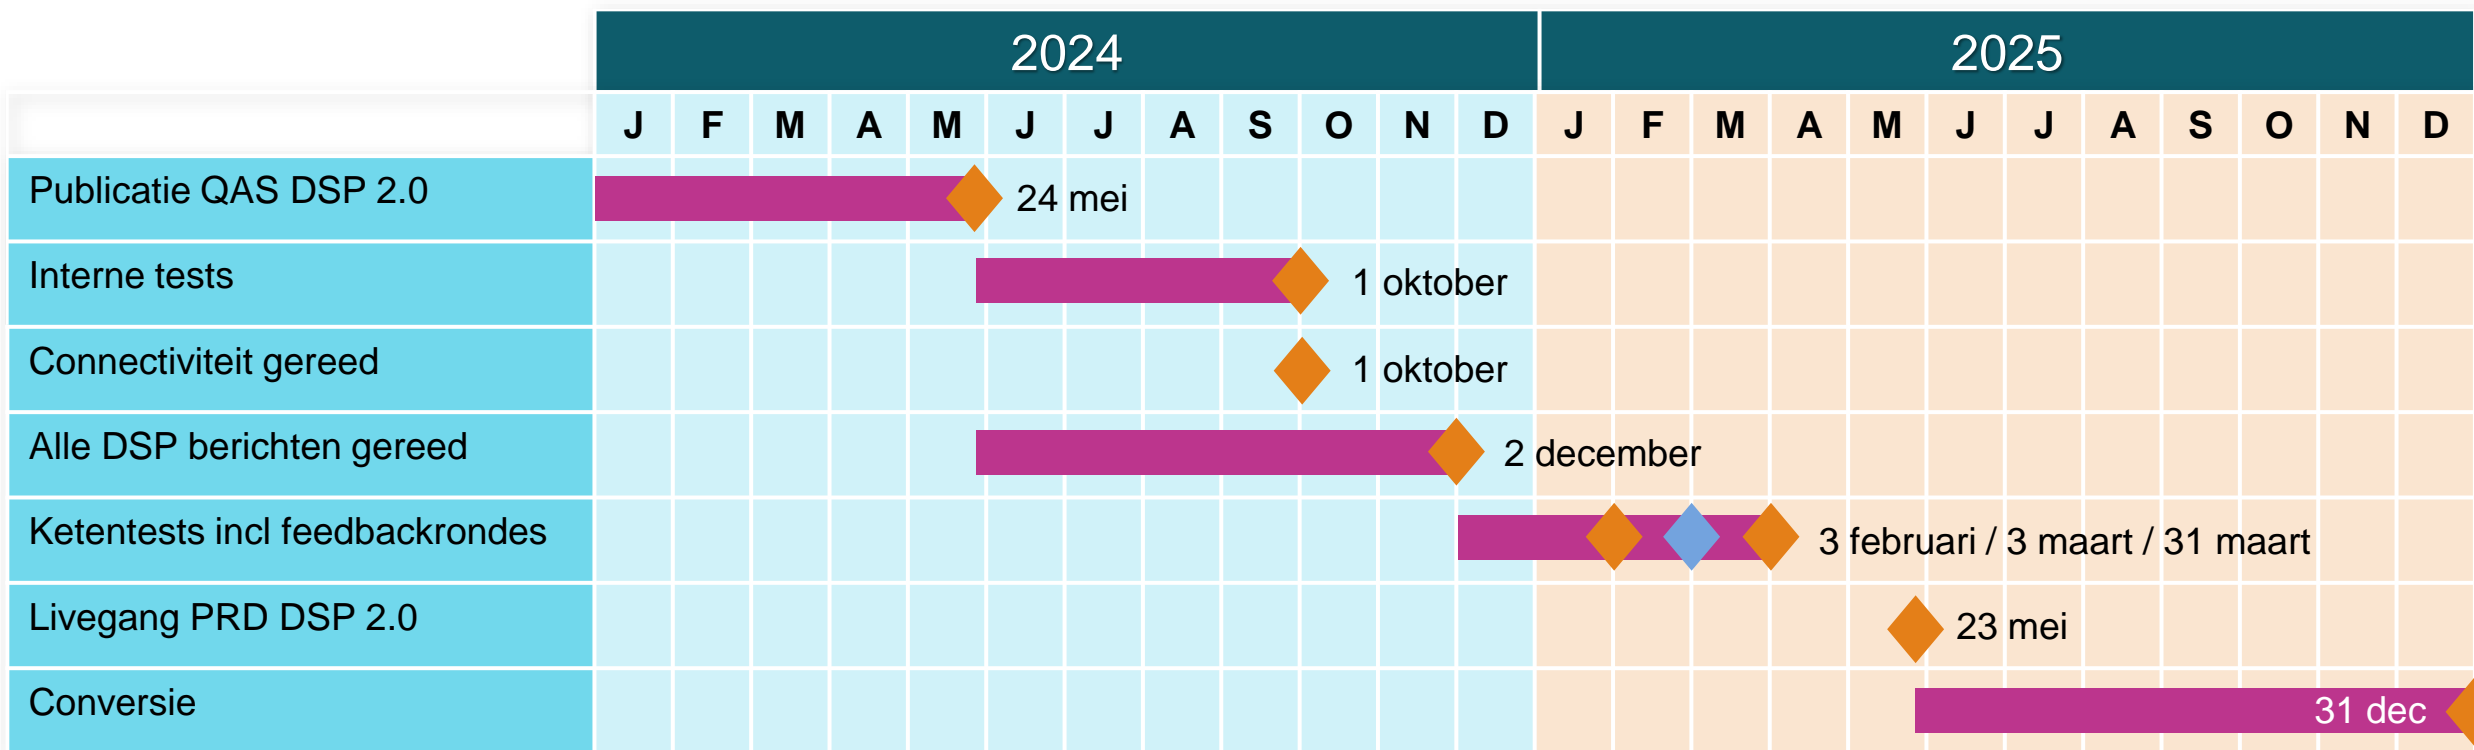 2024 2025
J F M A M J J A S O N D J F M A M J J A S O N D
Publicatie QAS DSP 2.0 24 mei
Interne tests 1 oktober
Connectiviteit gereed 1 oktober
Alle DSP berichten gereed 2 december
Ketentests incl feedbackrondes 3 februari / 3 maart / 31 maart
Livegang PRD DSP 2.0 23 mei
Conversie 31 dec